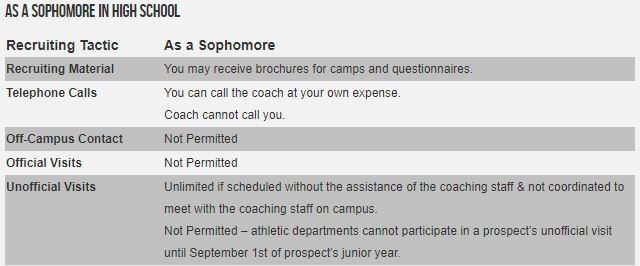 AS A SOPHOMORE IN HIGH SCHOOL
Recruiting Tactic As a Sophomore
Recruiting Material You may receive brochures for camps and questionnaires.
Telephone Calls You can call the coach at your own expense.
Coach cannot call you.
Off-Campus Contact Not Permitted
Official Visits Not Permitted
Unofficial Visits Unlimited if scheduled without the assistance of the coaching staff & not coordinated to
meet with the coaching staff on campus.
Not Permitted – athletic departments cannot participate in a prospect's unofficial visit
until September 1st of prospect's junior year.